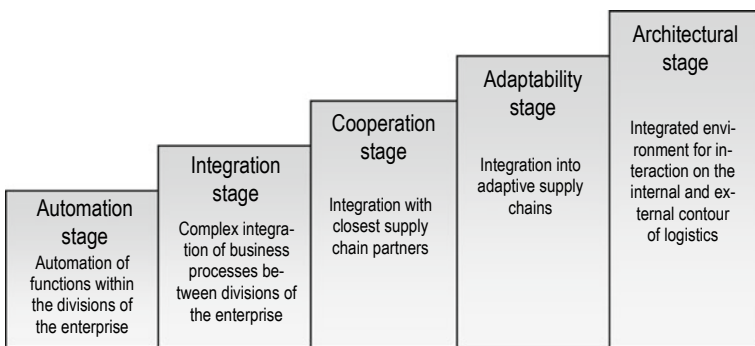 Automation
stage
Automation of
functions within
the divisions of
the enterprise
Integration
stage
Complex integra-
tion of business
processes be-
tween divisions of
the enterprise
Cooperation
stage
Integration with
closest supply
chain partners
Adaptability
stage
Integration into
adaptive supply
chains
Architectural
stage
Integrated envi-
ronment for in-
teraction on the
internal and ex-
ternal contour
of logistics